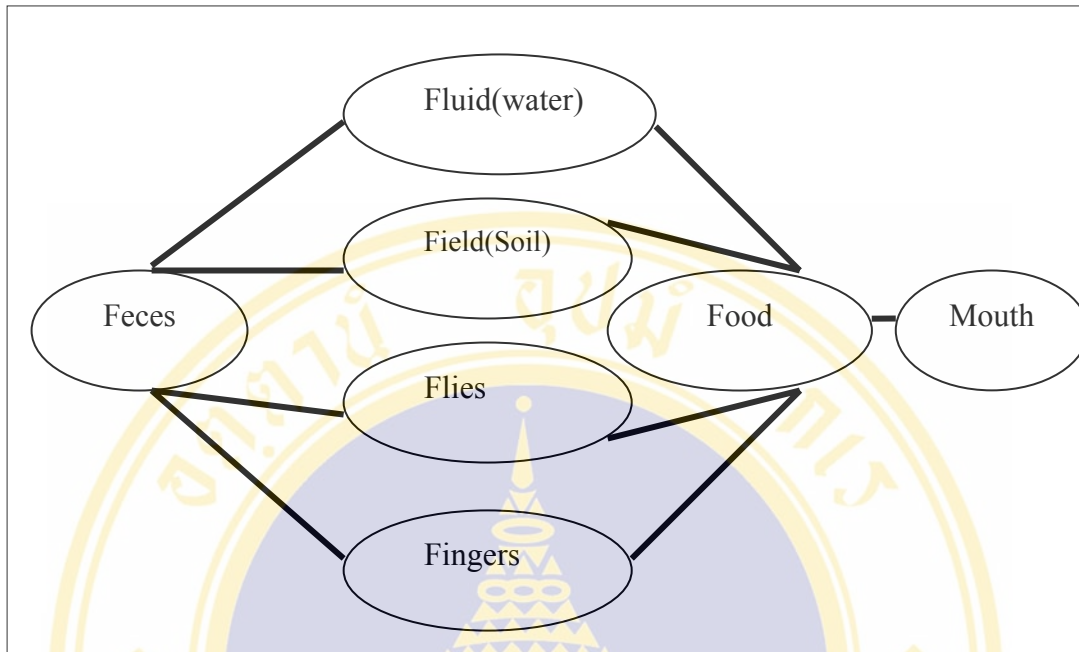 Fluid(water)
Field(Soil)
Feces
Food
Mouth
Flies
Fingers